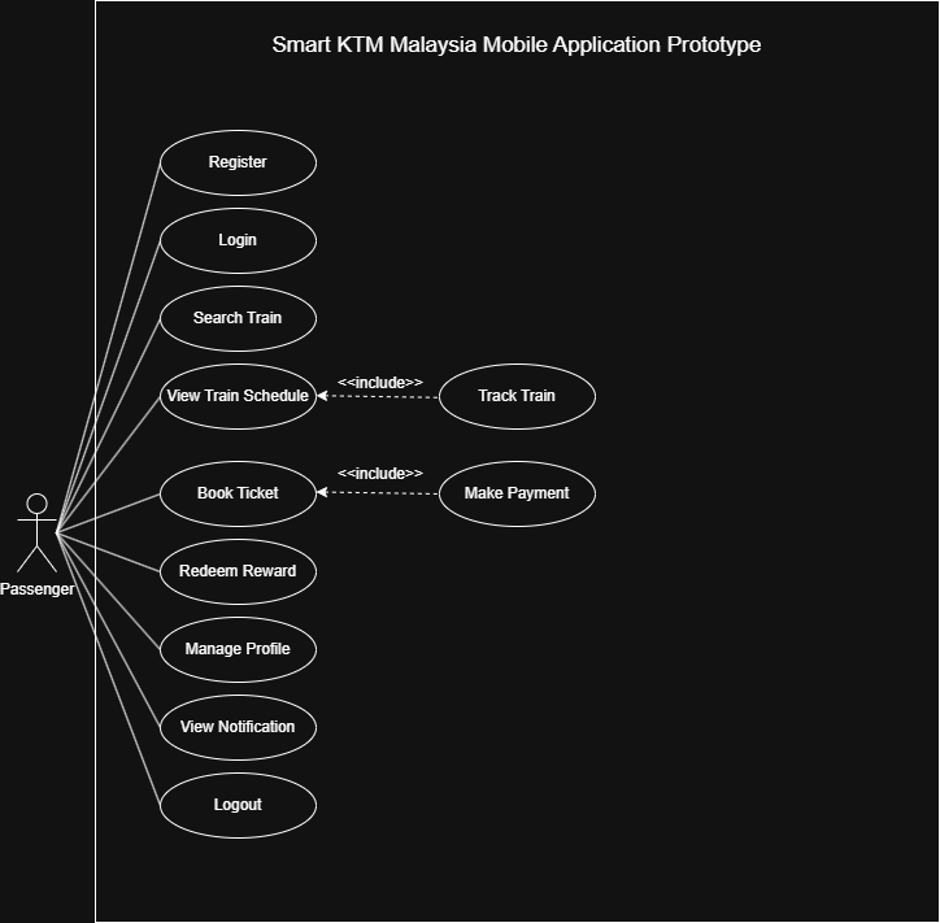 Smart KTM Malaysia Mobile Application Prototype
Register
Login
Search Train
View Train Schedule
<<include>>
Track Train
Book Ticket
<<include>>
Make Payment
Redeem Reward
Passenger
Manage Profile
View Notification
Logout